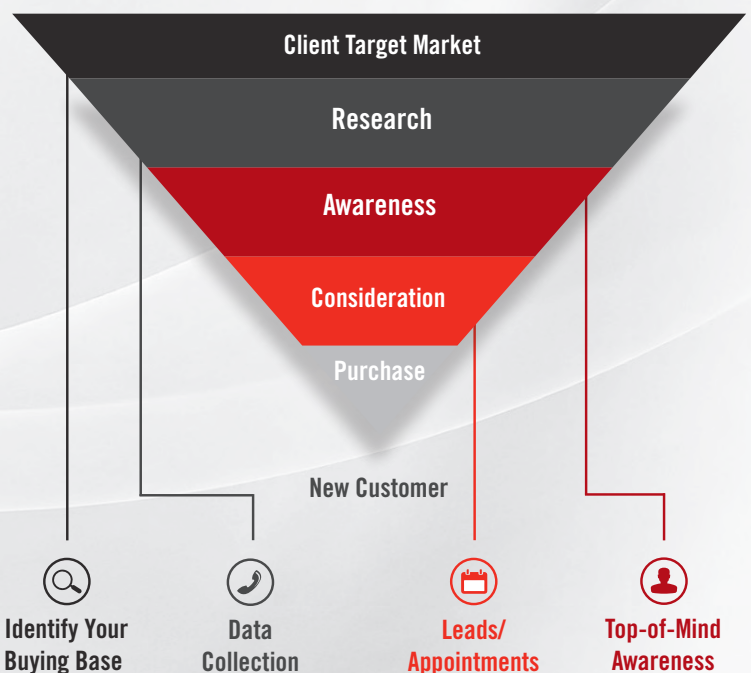 Client Target Market
Research
Awareness
Consideration
Purchase
New Customer
Identify Your
Buying Base
Data
Collection
Leads/
Appointments
Top-of-Mind
Awareness